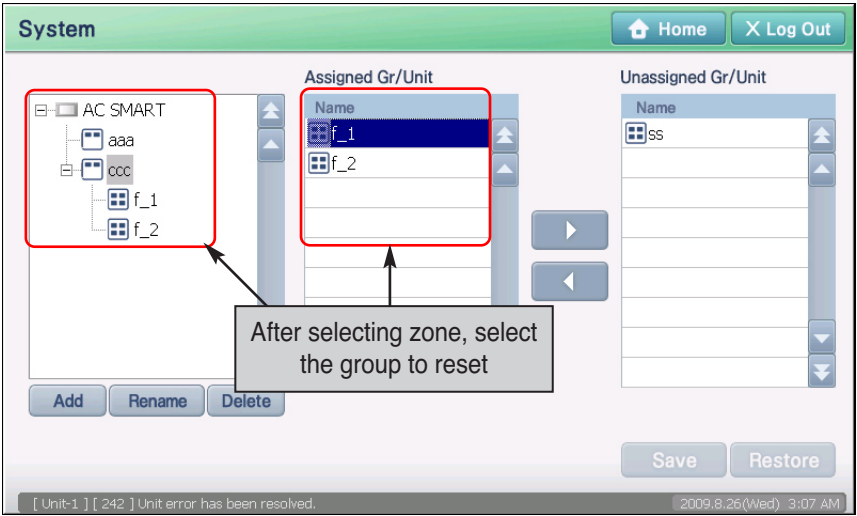 System
Home
X Log Out
Assigned Gr/Unit
Unassigned Gr/Unit
AC SMART
aaa
ccc
f_1
f_2
Name
f_1
f_2
Name
ss
After selecting zone, select
the group to reset
Add
Rename
Delete
Save
Restore
[ Unit-1 ] [ 242 ] Unit error has been resolved.
2009.8.26(Wed) 3:07 AM